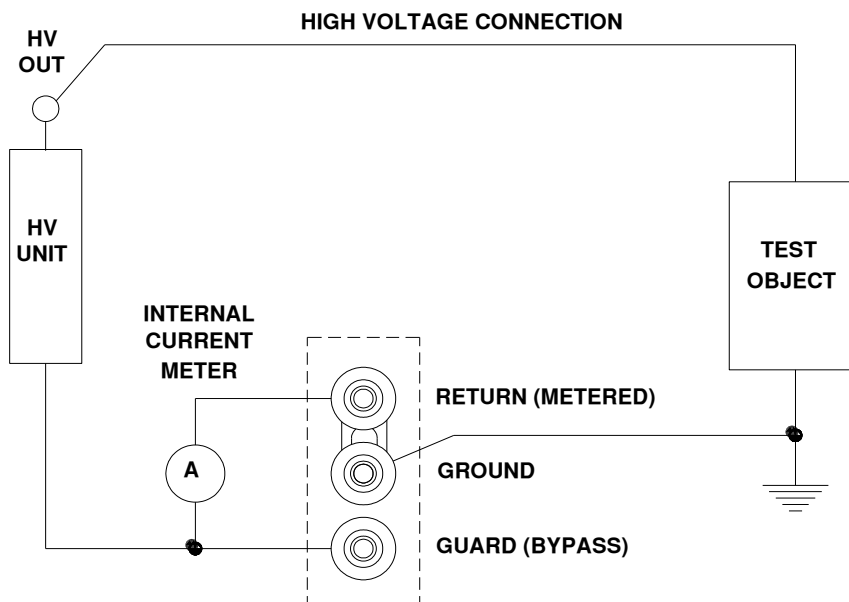 HIGH VOLTAGE CONNECTION
HV
OUT
HV
UNIT
TEST
OBJECT
INTERNAL
CURRENT
METER
RETURN (METERED)
A
GROUND
GUARD (BYPASS)